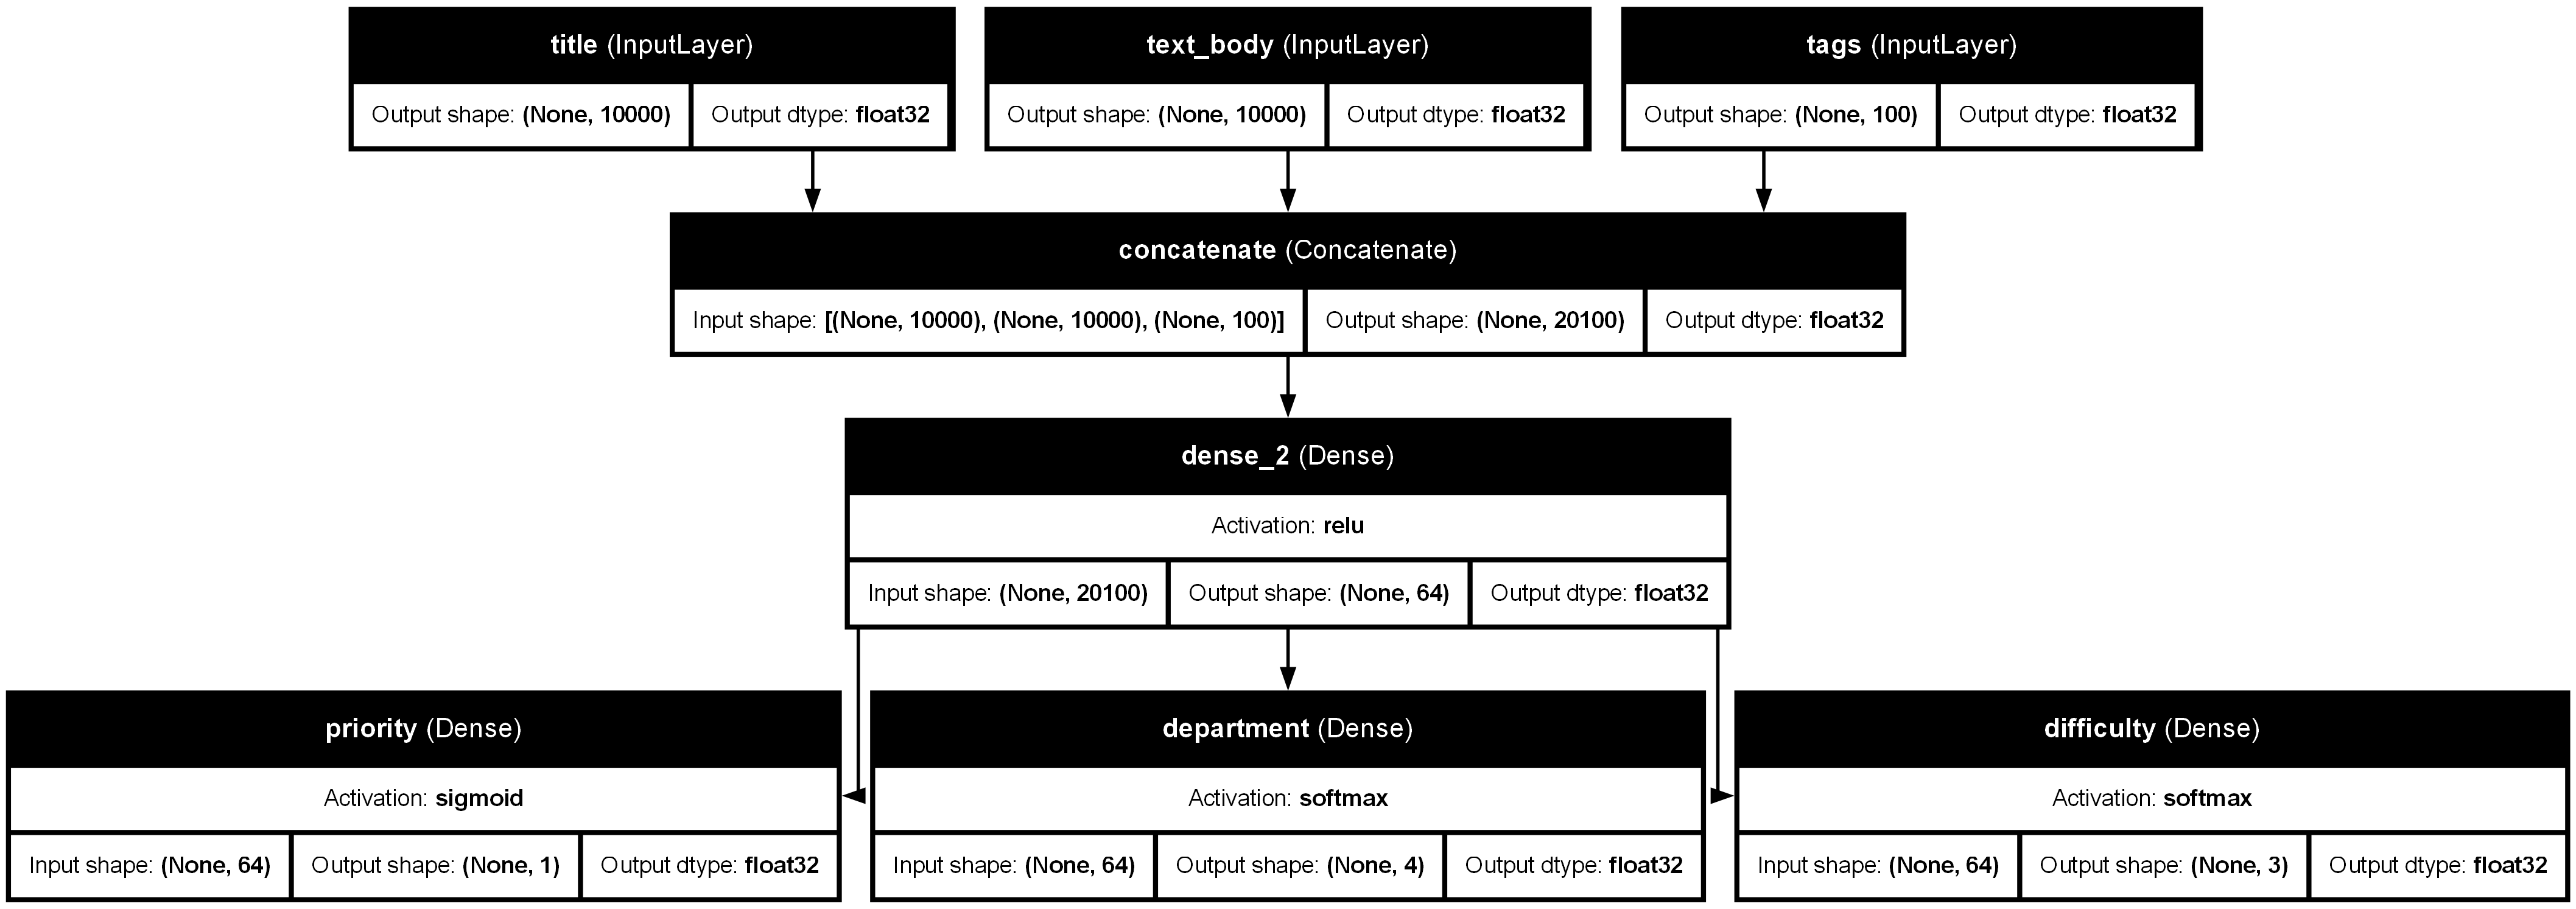 title (InputLayer)
Output shape: (None, 10000)
Output dtype: float32
text_body (InputLayer)
Output shape: (None, 10000)
Output dtype: float32
tags (InputLayer)
Output shape: (None, 100)
Output dtype: float32
concatenate (Concatenate)
Input shape: [(None, 10000), (None, 10000), (None, 100)]
Output shape: (None, 20100)
Output dtype: float32
dense_2 (Dense)
Activation: relu
Input shape: (None, 20100)
Output shape: (None, 64)
Output dtype: float32
priority (Dense)
Activation: sigmoid
Input shape: (None, 64)
Output shape: (None, 1)
Output dtype: float32
department (Dense)
Activation: softmax
Input shape: (None, 64)
Output shape: (None, 4)
Output dtype: float32
difficulty (Dense)
Activation: softmax
Input shape: (None, 64)
Output shape: (None, 3)
Output dtype: float32